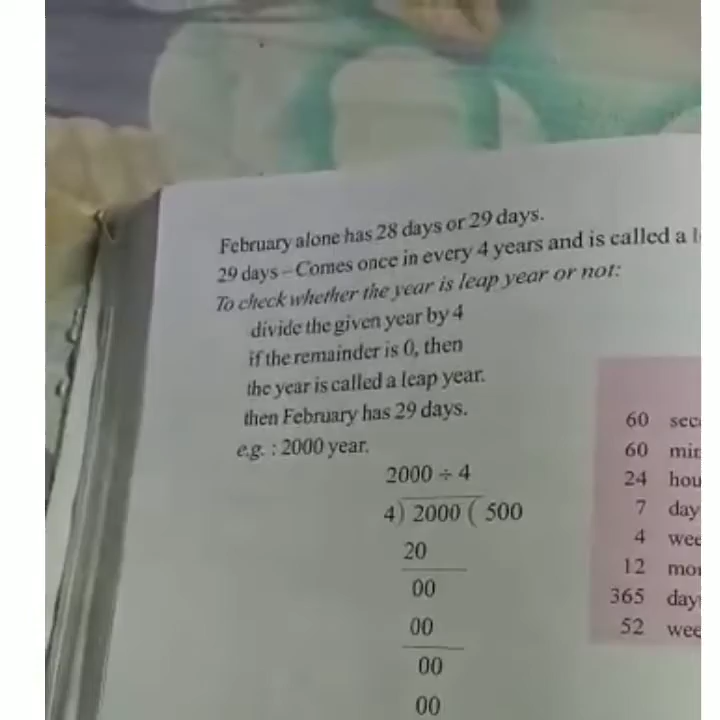 February alone has 28 days or 29 days.
29 days – Comes once in every 4 years and is called a
To check whether the year is leap year or not:
divide the given year by 4
if the remainder is 0, then
the year is called a leap year.
then February has 29 days.
e.g. : 2000 year.
2000 ÷ 4
4) 2000 ( 500
20
00
00
00
00
60
60
24
7
4
12
365
52